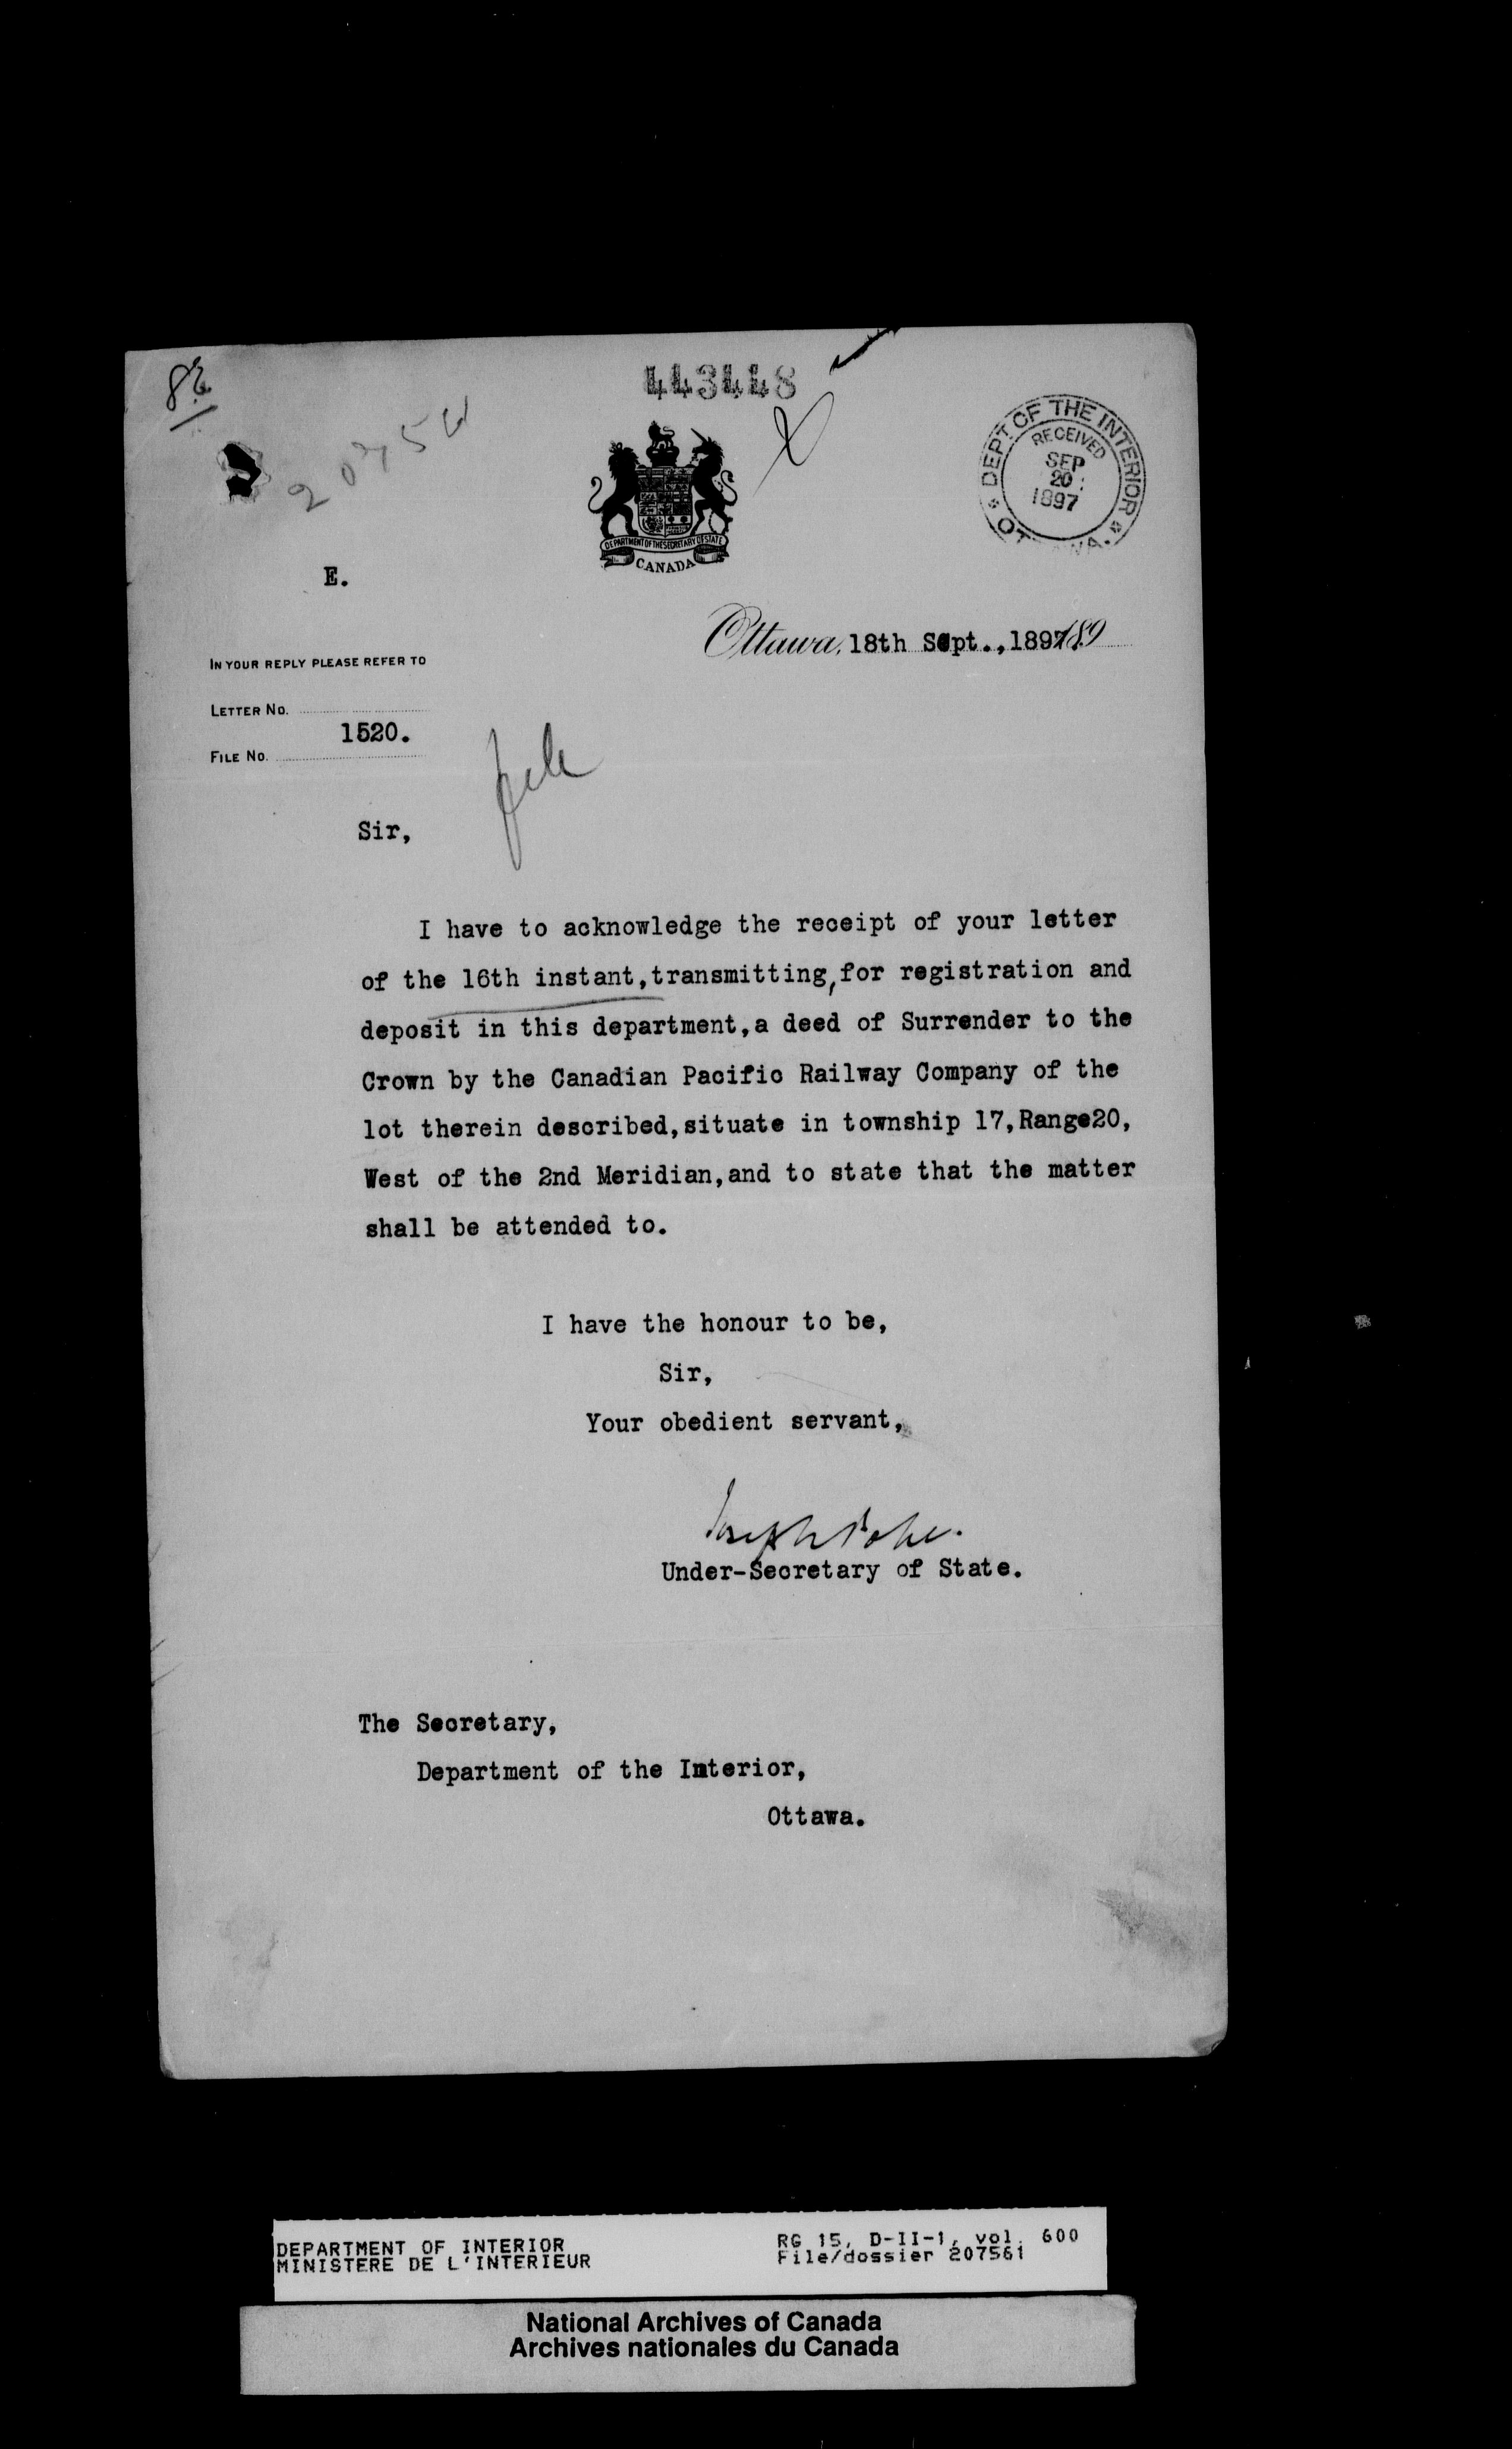 443448
DEP'T OF THE INTERIOR
RECEIVED
SEP
20
1897
OTTAWA.
DEPARTMENT OF THE SECRETARY OF STATE
CANADA
E.
Ottawa, 18th Sept., 1897 189
IN YOUR REPLY PLEASE REFER TO
LETTER No.
1520.
FILE No.
file
Sir,
I have to acknowledge the receipt of your letter
of the 16th instant,transmitting,for registration and
deposit in this department,a deed of Surrender to the
Crown by the Canadian Pacific Railway Company of the
lot therein described,situate in township 17,Range20,
West of the 2nd Meridian,and to state that the matter
shall be attended to.
I have the honour to be,
Sir,
Your obedient servant,
Joseph Pope.
Under-Secretary of State.
The Secretary,
Department of the Interior,
Ottawa.
DEPARTMENT OF INTERIOR
MINISTERE DE L'INTERIEUR
RG 15, D-II-1, vol. 600
File/dossier 207561
National Archives of Canada
Archives nationales du Canada